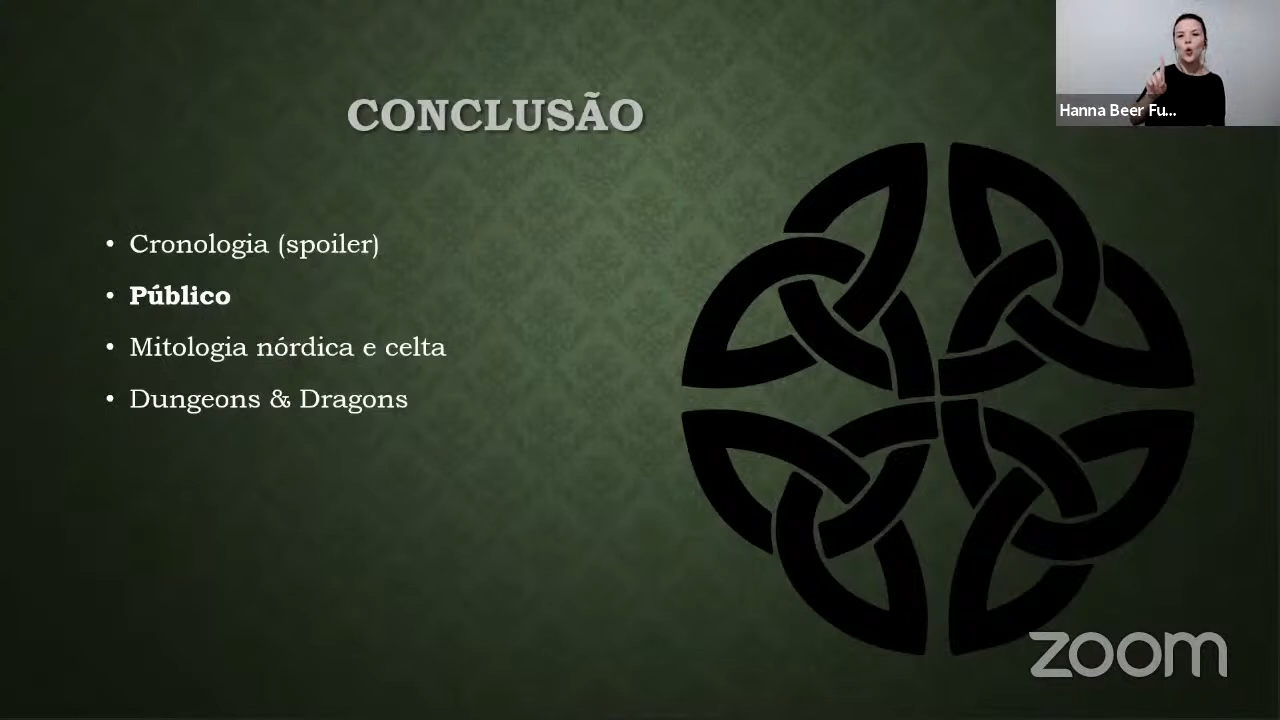 CONCLUSÃO
Hanna Beer Fu...
• Cronologia (spoiler)
• Público
• Mitologia nórdica e celta
• Dungeons & Dragons
zoom